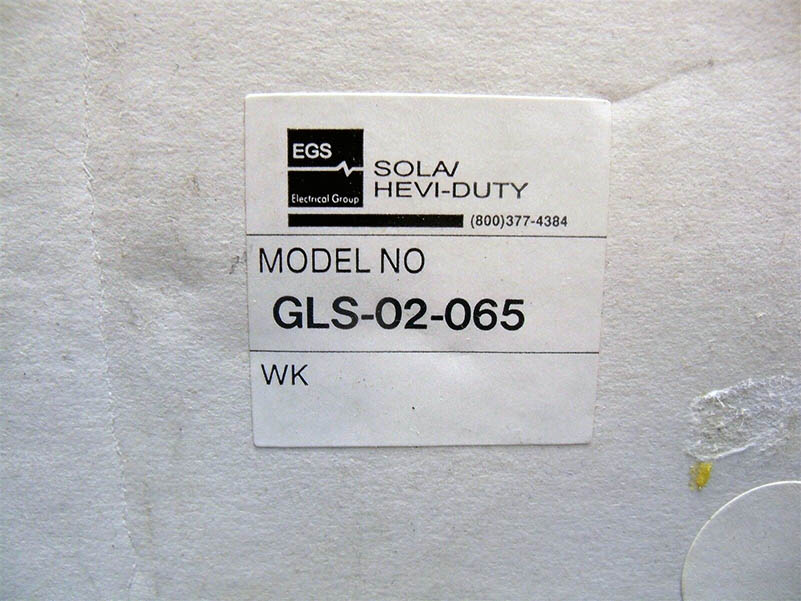 EGS
Electrical Group
SOLA/
HEVI-DUTY
(800)377-4384
MODEL NO
GLS-02-065
WK